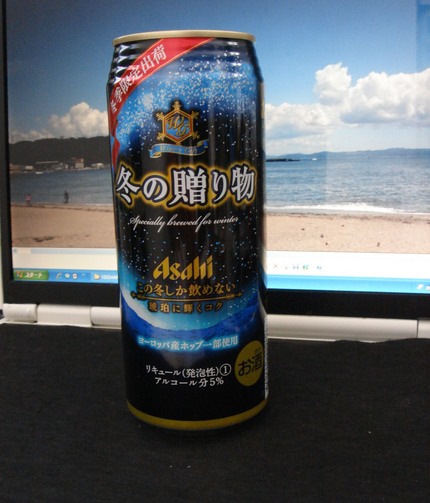 冬季限定出荷
冬の贈り物
Specially brewed for winter
Asahi
この冬しか飲めない
琥珀に輝くコク
ヨーロッパ産ホップ一部使用
お酒
リキュール(発泡性)①
アルコール分5%
スタート